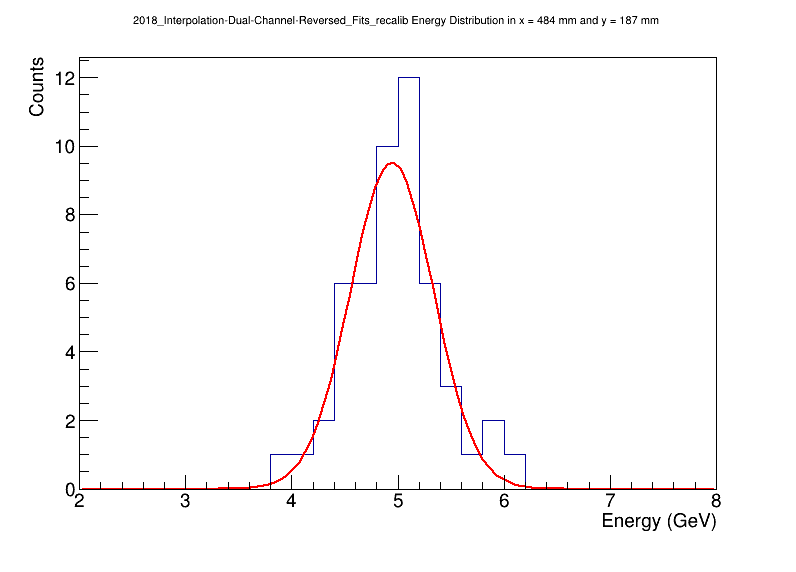 2018_Interpolation-Dual-Channel-Reversed_Fits_recalib Energy Distribution in x = 484 mm and y = 187 mm
Counts
12
10
8
6
4
2
0
2 3 4 5 6 7 8
Energy (GeV)